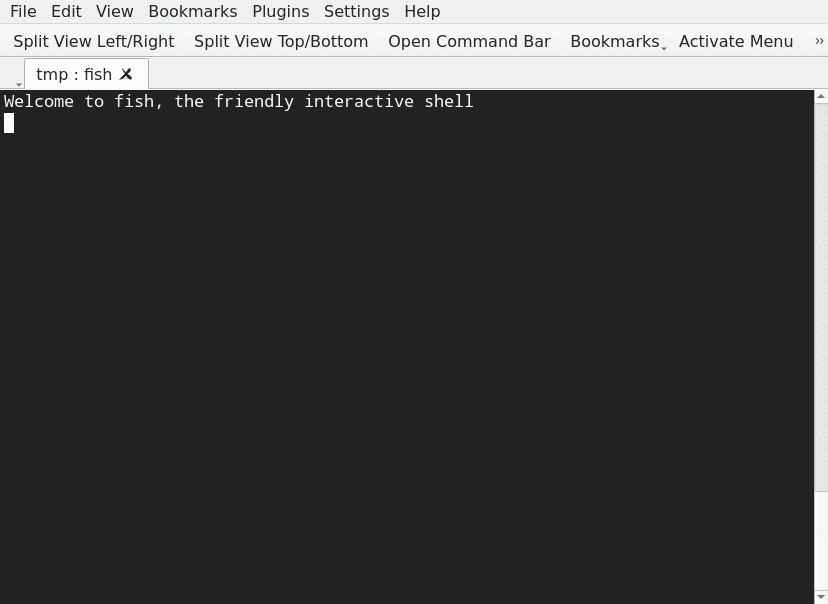 File Edit View Bookmarks Plugins Settings Help
Split View Left/Right Split View Top/Bottom Open Command Bar Bookmarks Activate Menu ››
tmp : fish
Welcome to fish, the friendly interactive shell